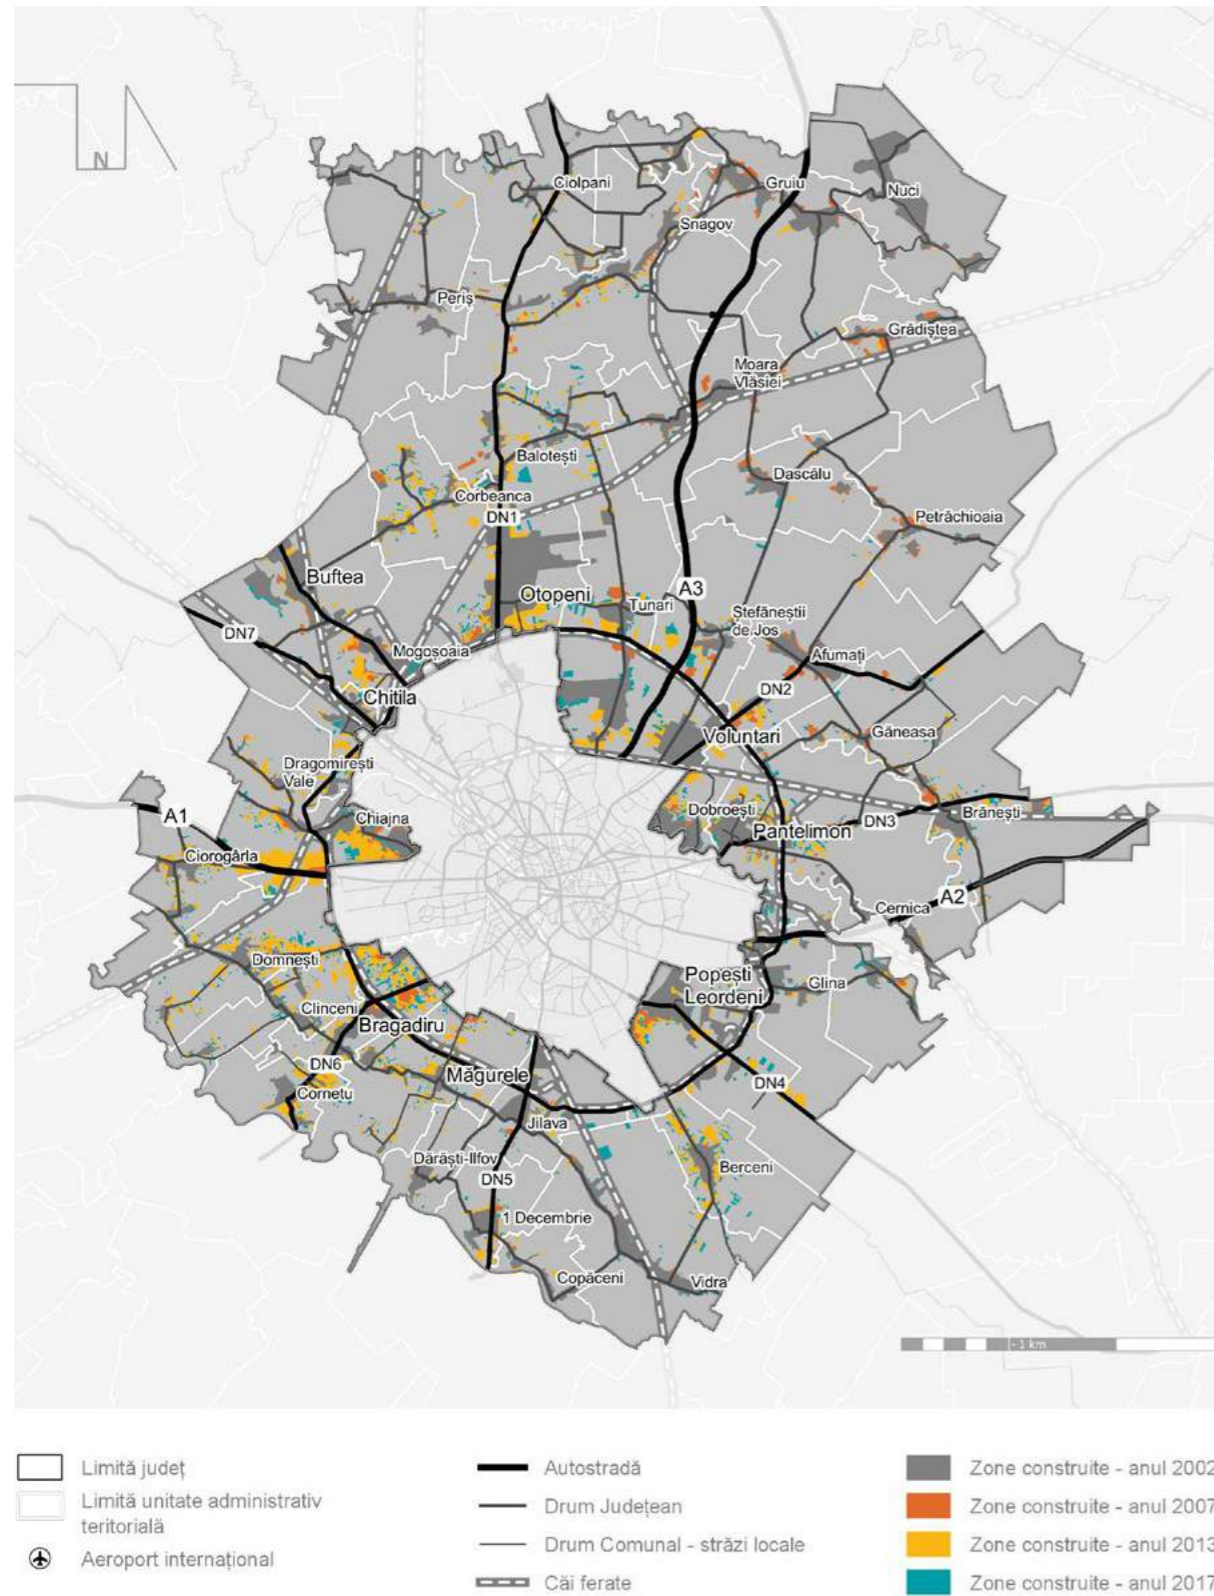 N
Ciolpani
Gruiu
Nuci
Snagov
Periș
Grădiștea
Moara
Vlăsiei
Balotești
Dascălu
Corbeanca
DN1
Petrăchioaia
Buftea
Otopeni
A3
Tunari
Ștefăneștii
de Jos
DN7
Mogoșoaia
Afumați
DN2
Chitila
Voluntari
Găneasa
Dragomirești
Vale
Dobroești
Brănești
A1
Chiajna
Pantelimon
DN3
Ciorogârla
A2
Cernica
Domnești
Popești
Leordeni
Glina
Clinceni
Bragadiru
DN6
Măgurele
DN4
Cornetu
Jilava
Dărăști-Ilfov
DN5
Berceni
1 Decembrie
Copăceni
Vidra
1 km
Limită județ
Limită unitate administrativ
teritorială
Aeroport internațional
Autostradă
Drum Județean
Drum Comunal - străzi locale
Căi ferate
Zone construite - anul 2002
Zone construite - anul 2007
Zone construite - anul 2013
Zone construite - anul 2017